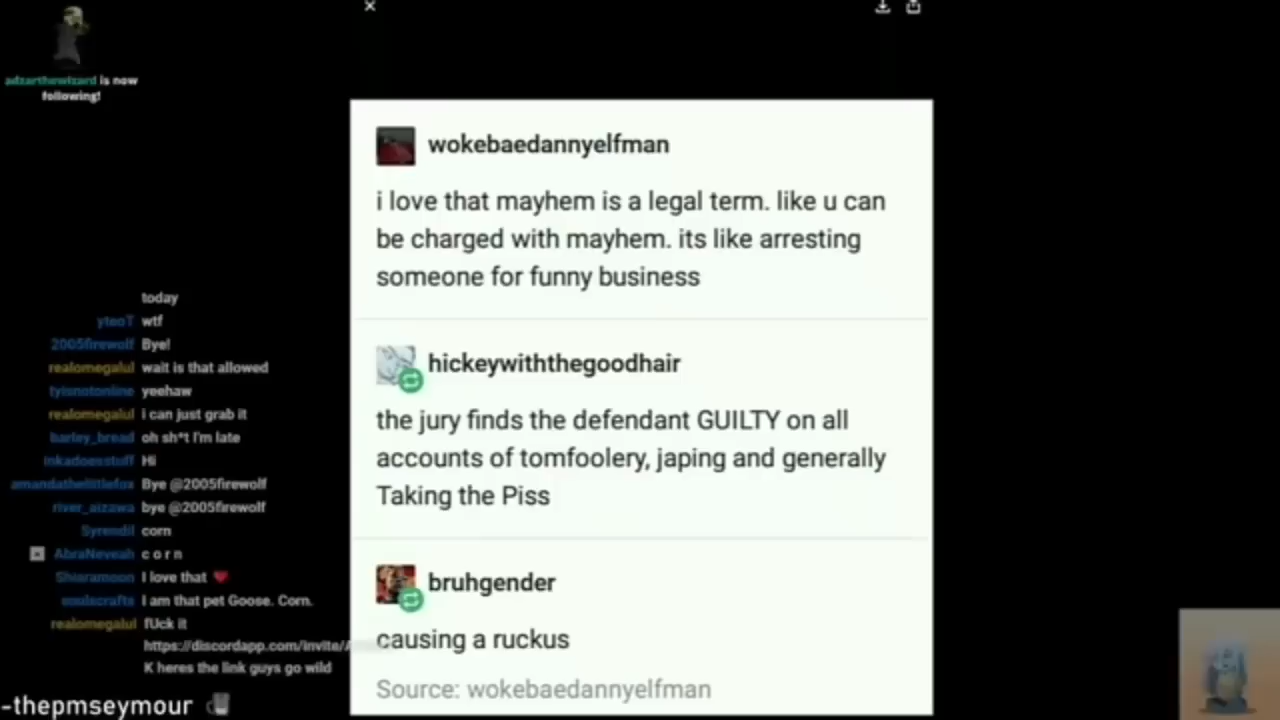 adzarthewizard is now
following!
wokebaedannyelfman
i love that mayhem is a legal term. like u can
be charged with mayhem. its like arresting
someone for funny business
hickeywiththegoodhair
the jury finds the defendant GUILTY on all
accounts of tomfoolery, japing and generally
Taking the Piss
bruhgender
causing a ruckus
Source: wokebaedannyelfman
today
yteoT wtf
2005firewolf Bye!
realomegalul wait is that allowed
tyisnotonline yeehaw
realomegalul i can just grab it
barley_bread oh sh*t I'm late
inkadoesstuff Hi
amandathelittlefox Bye @2005firewolf
river_aizawa bye @2005firewolf
Syrendil corn
AbraNeveah c o r n
Shioramoon I love that
soulscrafts I am that pet Goose. Corn.
realomegalul fUck it
https://discordapp.com/invite/
K heres the link guys go wild
-thepmseymour